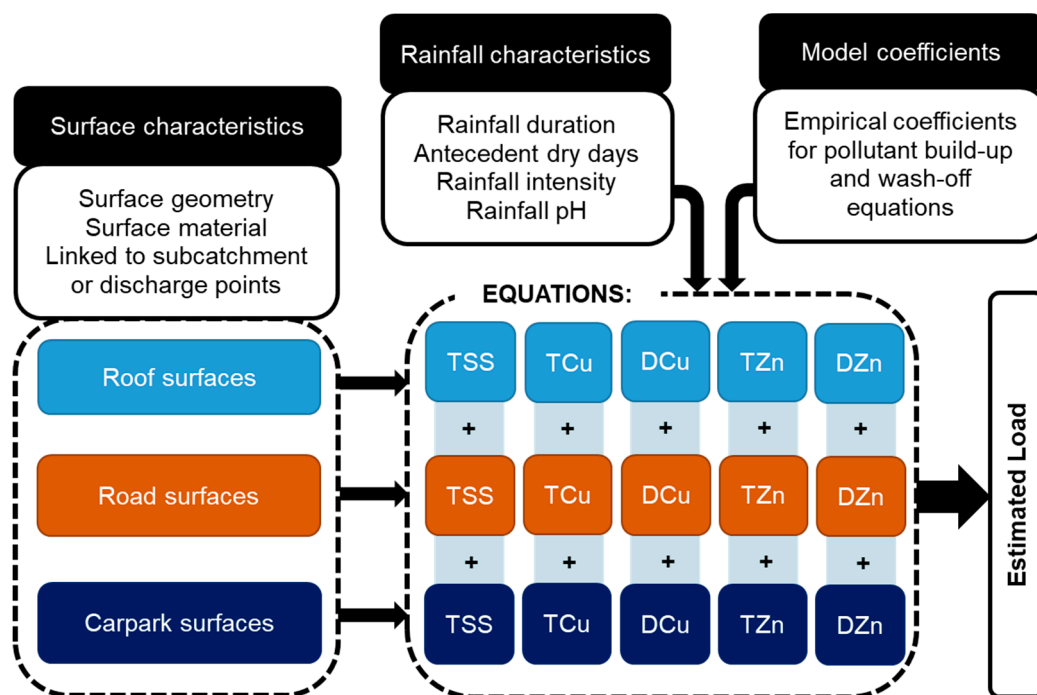 Surface characteristics
Surface geometry
Surface material
Linked to subcatchment
or discharge points
Rainfall characteristics
Rainfall duration
Antecedent dry days
Rainfall intensity
Rainfall pH
Model coefficients
Empirical coefficients
for pollutant build-up
and wash-off
equations
EQUATIONS:
Roof surfaces
TSS TCu DCu TZn DZn
+ + + + +
Road surfaces
TSS TCu DCu TZn DZn
+ + + + +
Carpark surfaces
TSS TCu DCu TZn DZn
Estimated Load